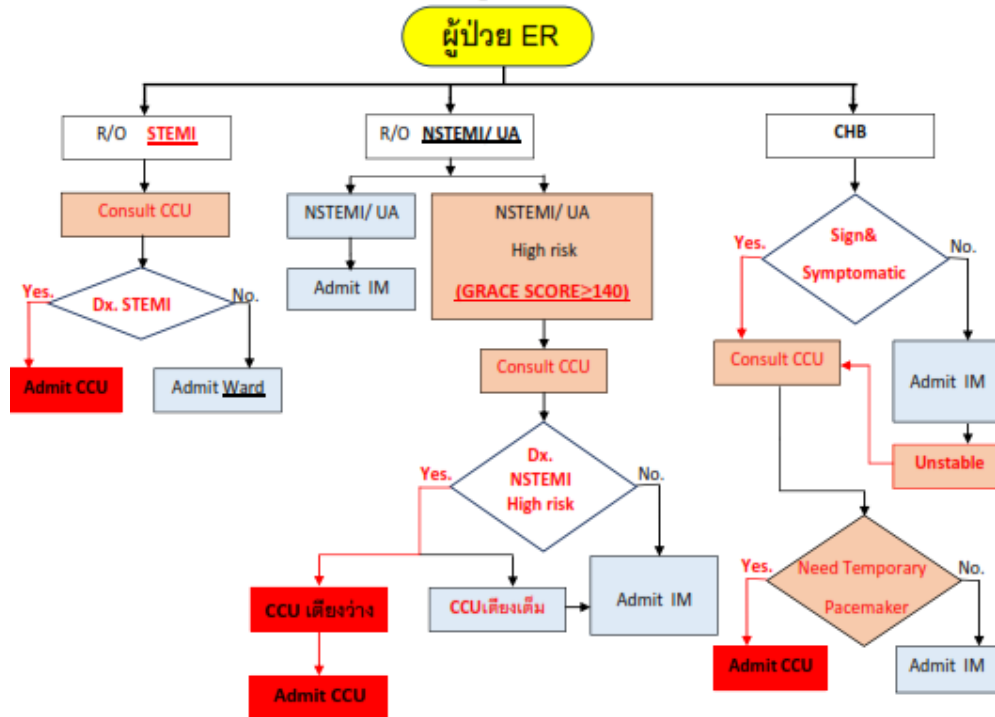 ผู้ป่วย ER
R/O STEMI
R/O NSTEMI/ UA
CHB
Consult CCU
Yes.
Dx. STEMI
No.
Admit CCU
Admit Ward
NSTEMI/ UA
Admit IM
NSTEMI/ UA
High risk
(GRACE SCORE≥140)
Consult CCU
Yes.
Dx.
NSTEMI
High risk
No.
CCU เตียงว่าง
CCUเตียงเต็ม
Admit IM
Admit CCU
Yes.
Sign&
Symptomatic
No.
Consult CCU
Admit IM
Unstable
Yes.
Need Temporary
Pacemaker
No.
Admit CCU
Admit IM